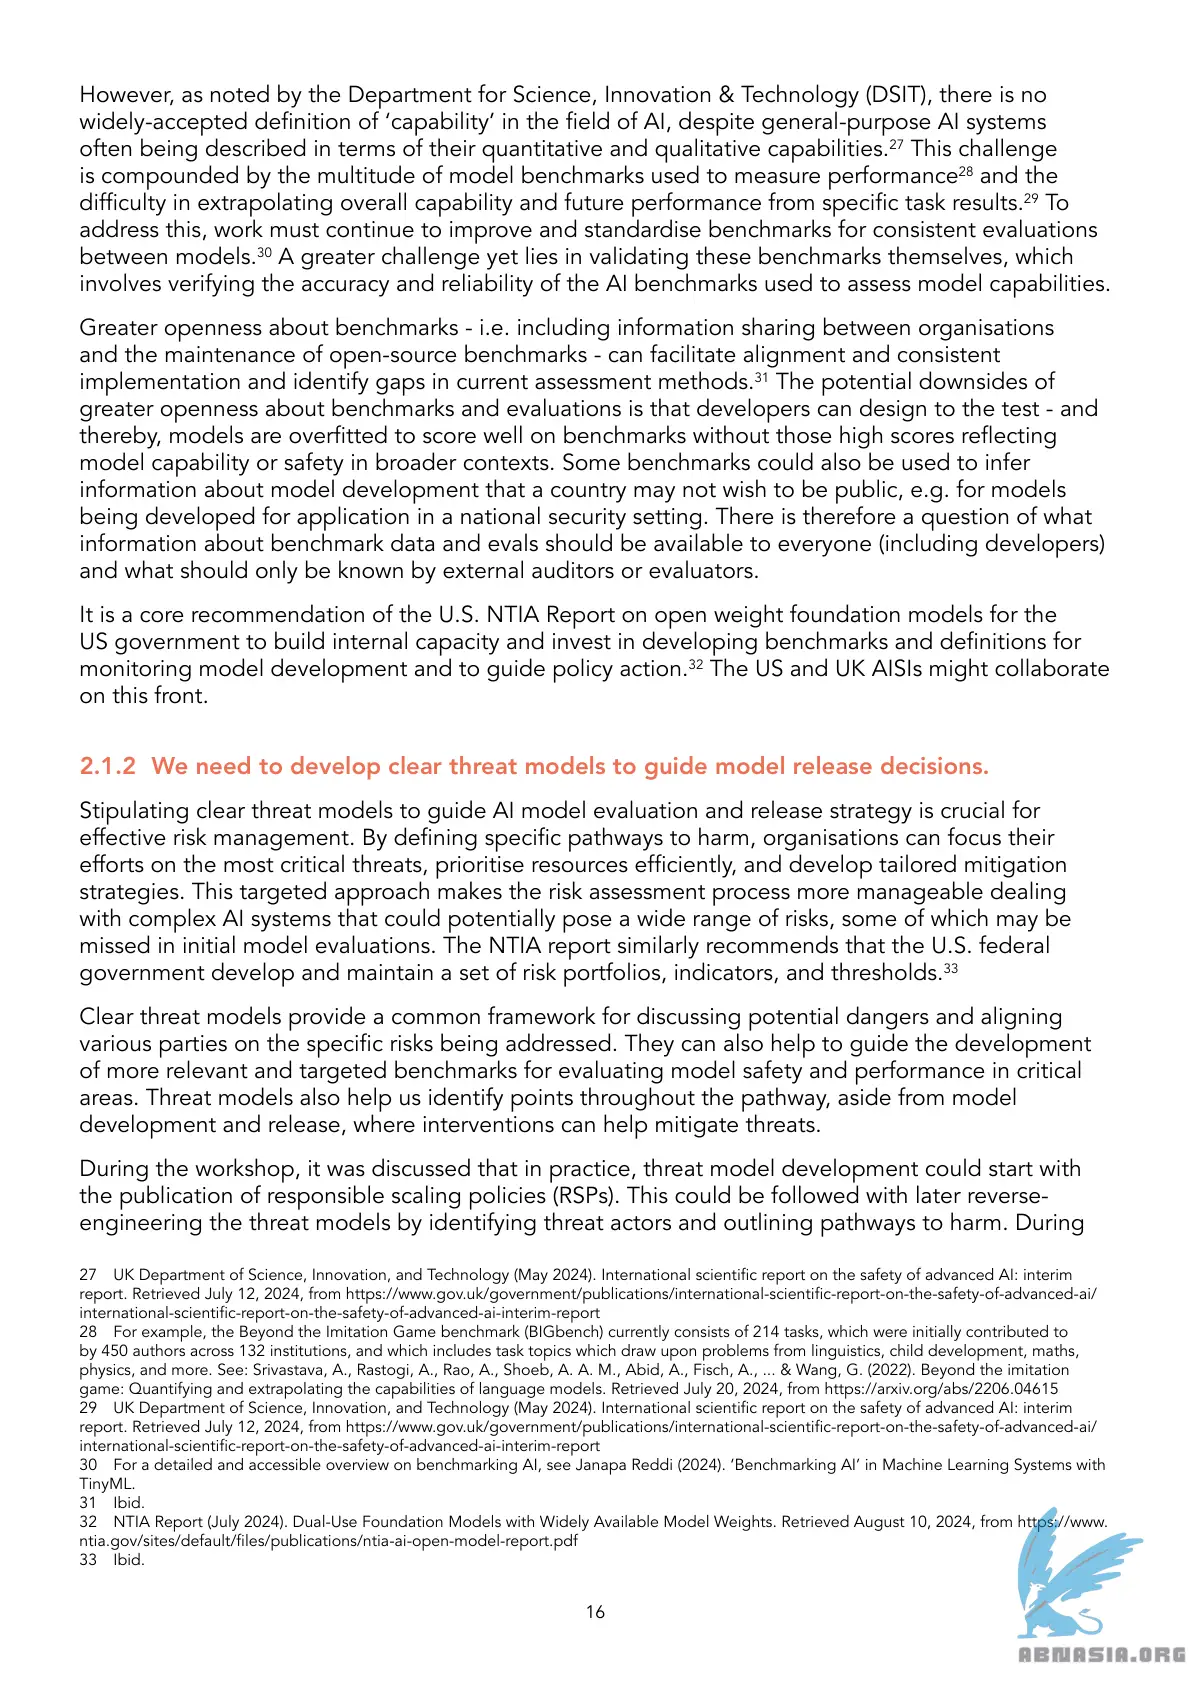 However, as noted by the Department for Science, Innovation & Technology (DSIT), there is no
widely-accepted definition of ‘capability’ in the field of AI, despite general-purpose AI systems
often being described in terms of their quantitative and qualitative capabilities.27 This challenge
is compounded by the multitude of model benchmarks used to measure performance28 and the
difficulty in extrapolating overall capability and future performance from specific task results.29 To
address this, work must continue to improve and standardise benchmarks for consistent evaluations
between models.30 A greater challenge yet lies in validating these benchmarks themselves, which
involves verifying the accuracy and reliability of the AI benchmarks used to assess model capabilities.
Greater openness about benchmarks - i.e. including information sharing between organisations
and the maintenance of open-source benchmarks - can facilitate alignment and consistent
implementation and identify gaps in current assessment methods.31 The potential downsides of
greater openness about benchmarks and evaluations is that developers can design to the test - and
thereby, models are overfitted to score well on benchmarks without those high scores reflecting
model capability or safety in broader contexts. Some benchmarks could also be used to infer
information about model development that a country may not wish to be public, e.g. for models
being developed for application in a national security setting. There is therefore a question of what
information about benchmark data and evals should be available to everyone (including developers)
and what should only be known by external auditors or evaluators.
It is a core recommendation of the U.S. NTIA Report on open weight foundation models for the
US government to build internal capacity and invest in developing benchmarks and definitions for
monitoring model development and to guide policy action.32 The US and UK AISIs might collaborate
on this front.
2.1.2 We need to develop clear threat models to guide model release decisions.
Stipulating clear threat models to guide AI model evaluation and release strategy is crucial for
effective risk management. By defining specific pathways to harm, organisations can focus their
efforts on the most critical threats, prioritise resources efficiently, and develop tailored mitigation
strategies. This targeted approach makes the risk assessment process more manageable dealing
with complex AI systems that could potentially pose a wide range of risks, some of which may be
missed in initial model evaluations. The NTIA report similarly recommends that the U.S. federal
government develop and maintain a set of risk portfolios, indicators, and thresholds.33
Clear threat models provide a common framework for discussing potential dangers and aligning
various parties on the specific risks being addressed. They can also help to guide the development
of more relevant and targeted benchmarks for evaluating model safety and performance in critical
areas. Threat models also help us identify points throughout the pathway, aside from model
development and release, where interventions can help mitigate threats.
During the workshop, it was discussed that in practice, threat model development could start with
the publication of responsible scaling policies (RSPs). This could be followed with later reverse-
engineering the threat models by identifying threat actors and outlining pathways to harm. During
27 UK Department of Science, Innovation, and Technology (May 2024). International scientific report on the safety of advanced AI: interim
report. Retrieved July 12, 2024, from https://www.gov.uk/government/publications/international-scientific-report-on-the-safety-of-advanced-ai/
international-scientific-report-on-the-safety-of-advanced-ai-interim-report
28 For example, the Beyond the Imitation Game benchmark (BIGbench) currently consists of 214 tasks, which were initially contributed to
by 450 authors across 132 institutions, and which includes task topics which draw upon problems from linguistics, child development, maths,
physics, and more. See: Srivastava, A., Rastogi, A., Rao, A., Shoeb, A. A. M., Abid, A., Fisch, A., ... & Wang, G. (2022). Beyond the imitation
game: Quantifying and extrapolating the capabilities of language models. Retrieved July 20, 2024, from https://arxiv.org/abs/2206.04615
29 UK Department of Science, Innovation, and Technology (May 2024). International scientific report on the safety of advanced AI: interim
report. Retrieved July 12, 2024, from https://www.gov.uk/government/publications/international-scientific-report-on-the-safety-of-advanced-ai/
international-scientific-report-on-the-safety-of-advanced-ai-interim-report
30 For a detailed and accessible overview on benchmarking AI, see Janapa Reddi (2024). ‘Benchmarking AI’ in Machine Learning Systems with
TinyML.
31 Ibid.
32 NTIA Report (July 2024). Dual-Use Foundation Models with Widely Available Model Weights. Retrieved August 10, 2024, from https://www.
ntia.gov/sites/default/files/publications/ntia-ai-open-model-report.pdf
33 Ibid.
16
ABNASIA.ORG